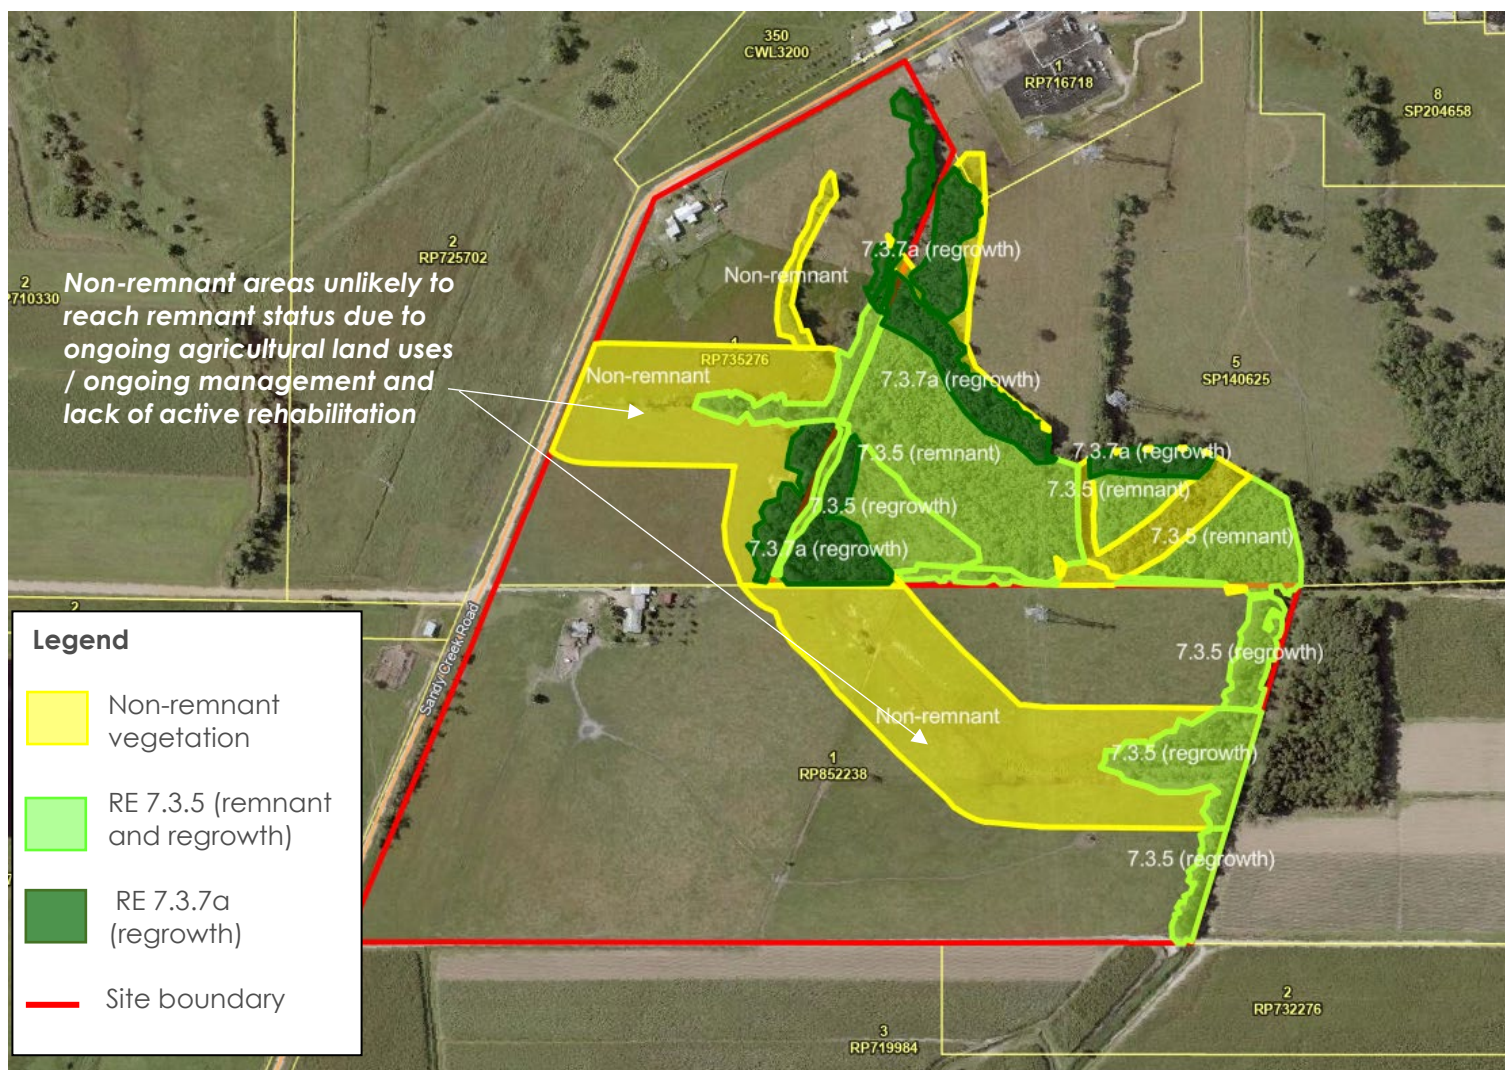 350
CWL3200
1
RP716718
8
SP204658
2
RP725702
2
P710330
Non-remnant areas unlikely to
reach remnant status due to
ongoing agricultural land uses
/ ongoing management and
lack of active rehabilitation
7.3.7a (regrowth)
Non-remnant
1
RP735276
Non-remnant
5
SP140625
7.3.7a (regrowth)
7.3.5 (remnant)
7.3.7a (regrowth)
7.3.5 (remnant)
7.3.5 (regrowth)
7.3.5 (remnant)
7.3.7a (regrowth)
2
Sandy Creek Road
7.3.5 (regrowth)
Non-remnant
7.3.5 (regrowth)
1
RP852238
7.3.5 (regrowth)
2
RP732276
3
RP719984
Legend
Non-remnant
vegetation
RE 7.3.5 (remnant
and regrowth)
RE 7.3.7a
(regrowth)
Site boundary